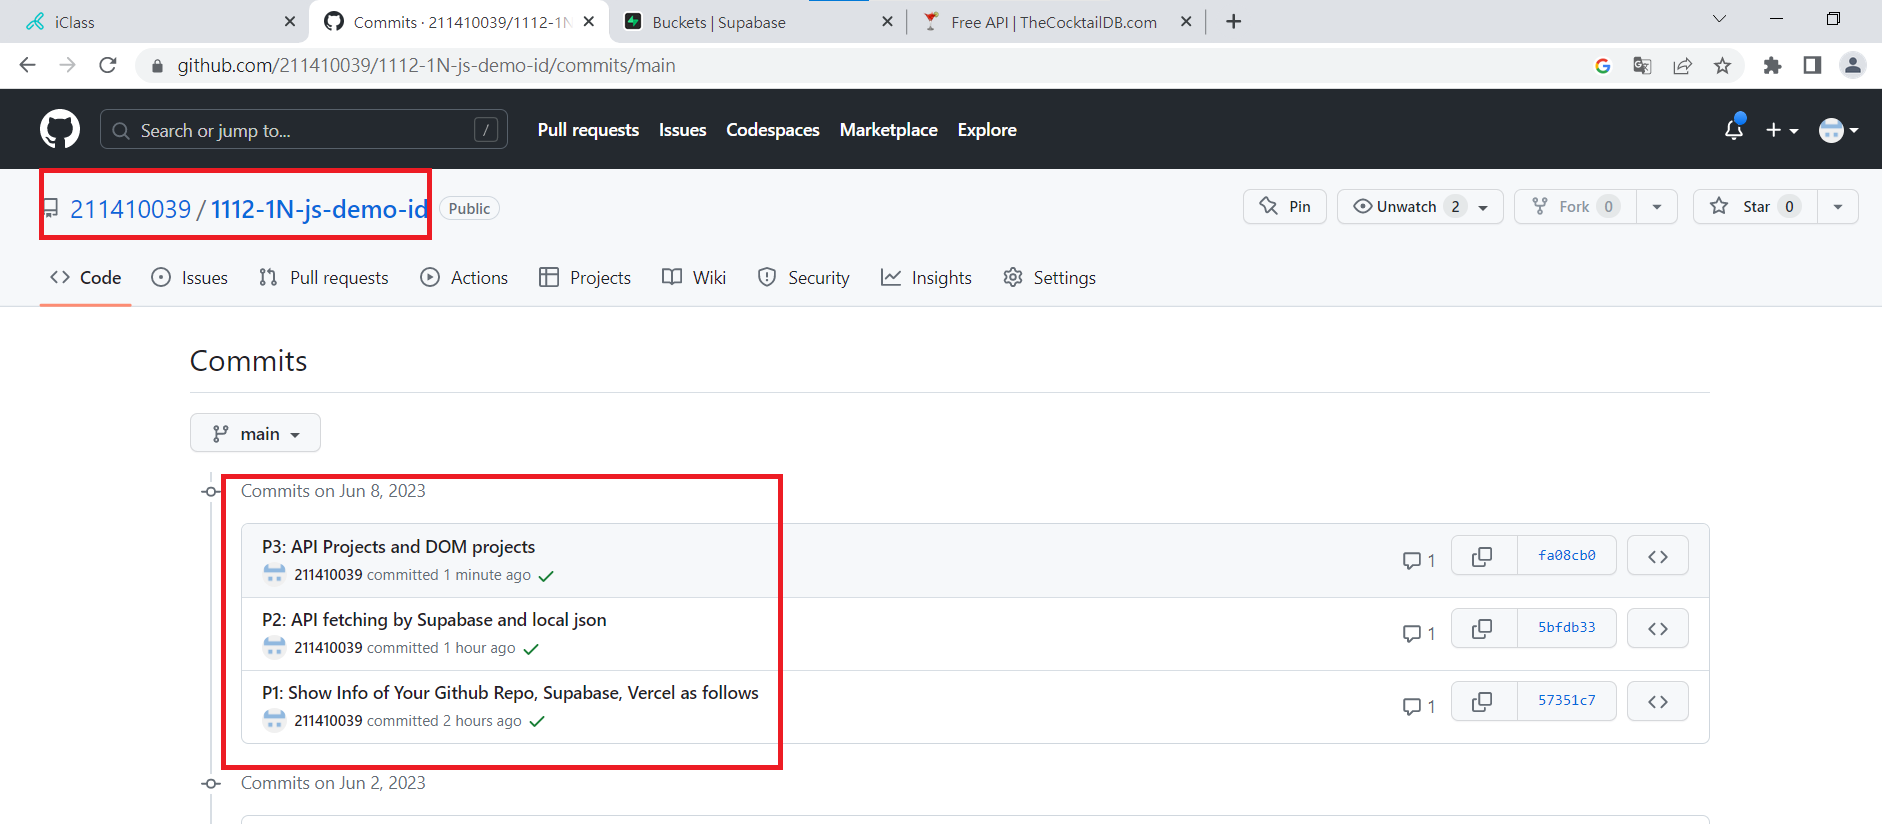 iClass
Commits · 211410039/1112-1N
Buckets | Supabase
Free API | TheCocktailDB.com
github.com/211410039/1112-1N-js-demo-id/commits/main
Search or jump to... /
Pull requests Issues Codespaces Marketplace Explore
211410039 / 1112-1N-js-demo-id Public
Pin Unwatch 2 Fork 0 Star 0
Code Issues Pull requests Actions Projects Wiki Security Insights Settings
Commits
main
Commits on Jun 8, 2023
P3: API Projects and DOM projects
211410039 committed 1 minute ago
1 fa08cb0
P2: API fetching by Supabase and local json
211410039 committed 1 hour ago
1 5bfdb33
P1: Show Info of Your Github Repo, Supabase, Vercel as follows
211410039 committed 2 hours ago
1 57351c7
Commits on Jun 2, 2023